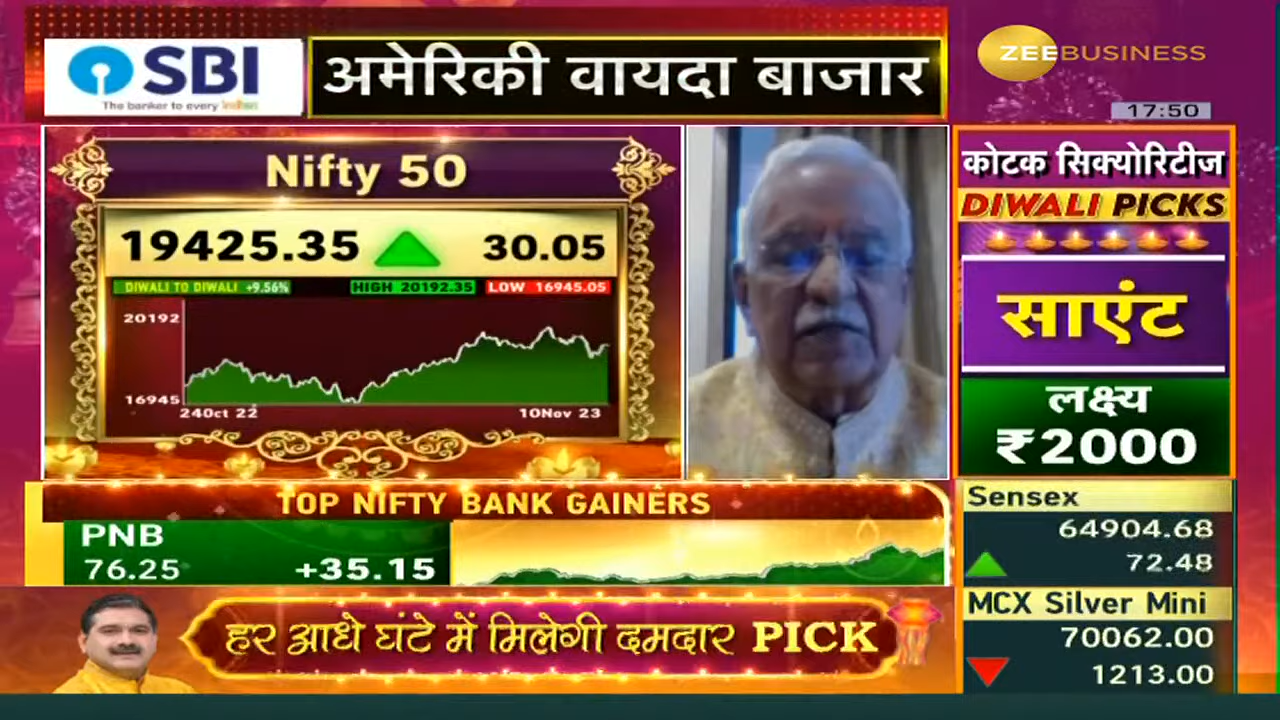 SBI
The banker to every Indian
अमेरिकी वायदा बाजार
ZEEBUSINESS
17:50
Nifty 50
19425.35 30.05
DIWALI TO DIWALI +9.56% HIGH 20192.35 LOW 16945.05
20192
16945
24Oct 22 10Nov 23
कोटक सिक्योरिटीज
DIWALI PICKS
साएंट
लक्ष्य
₹2000
TOP NIFTY BANK GAINERS
PNB
76.25 +35.15
Sensex
64904.68
72.48
MCX Silver Mini
70062.00
1213.00
हर आधे घंटे में मिलेगी दमदार PICK